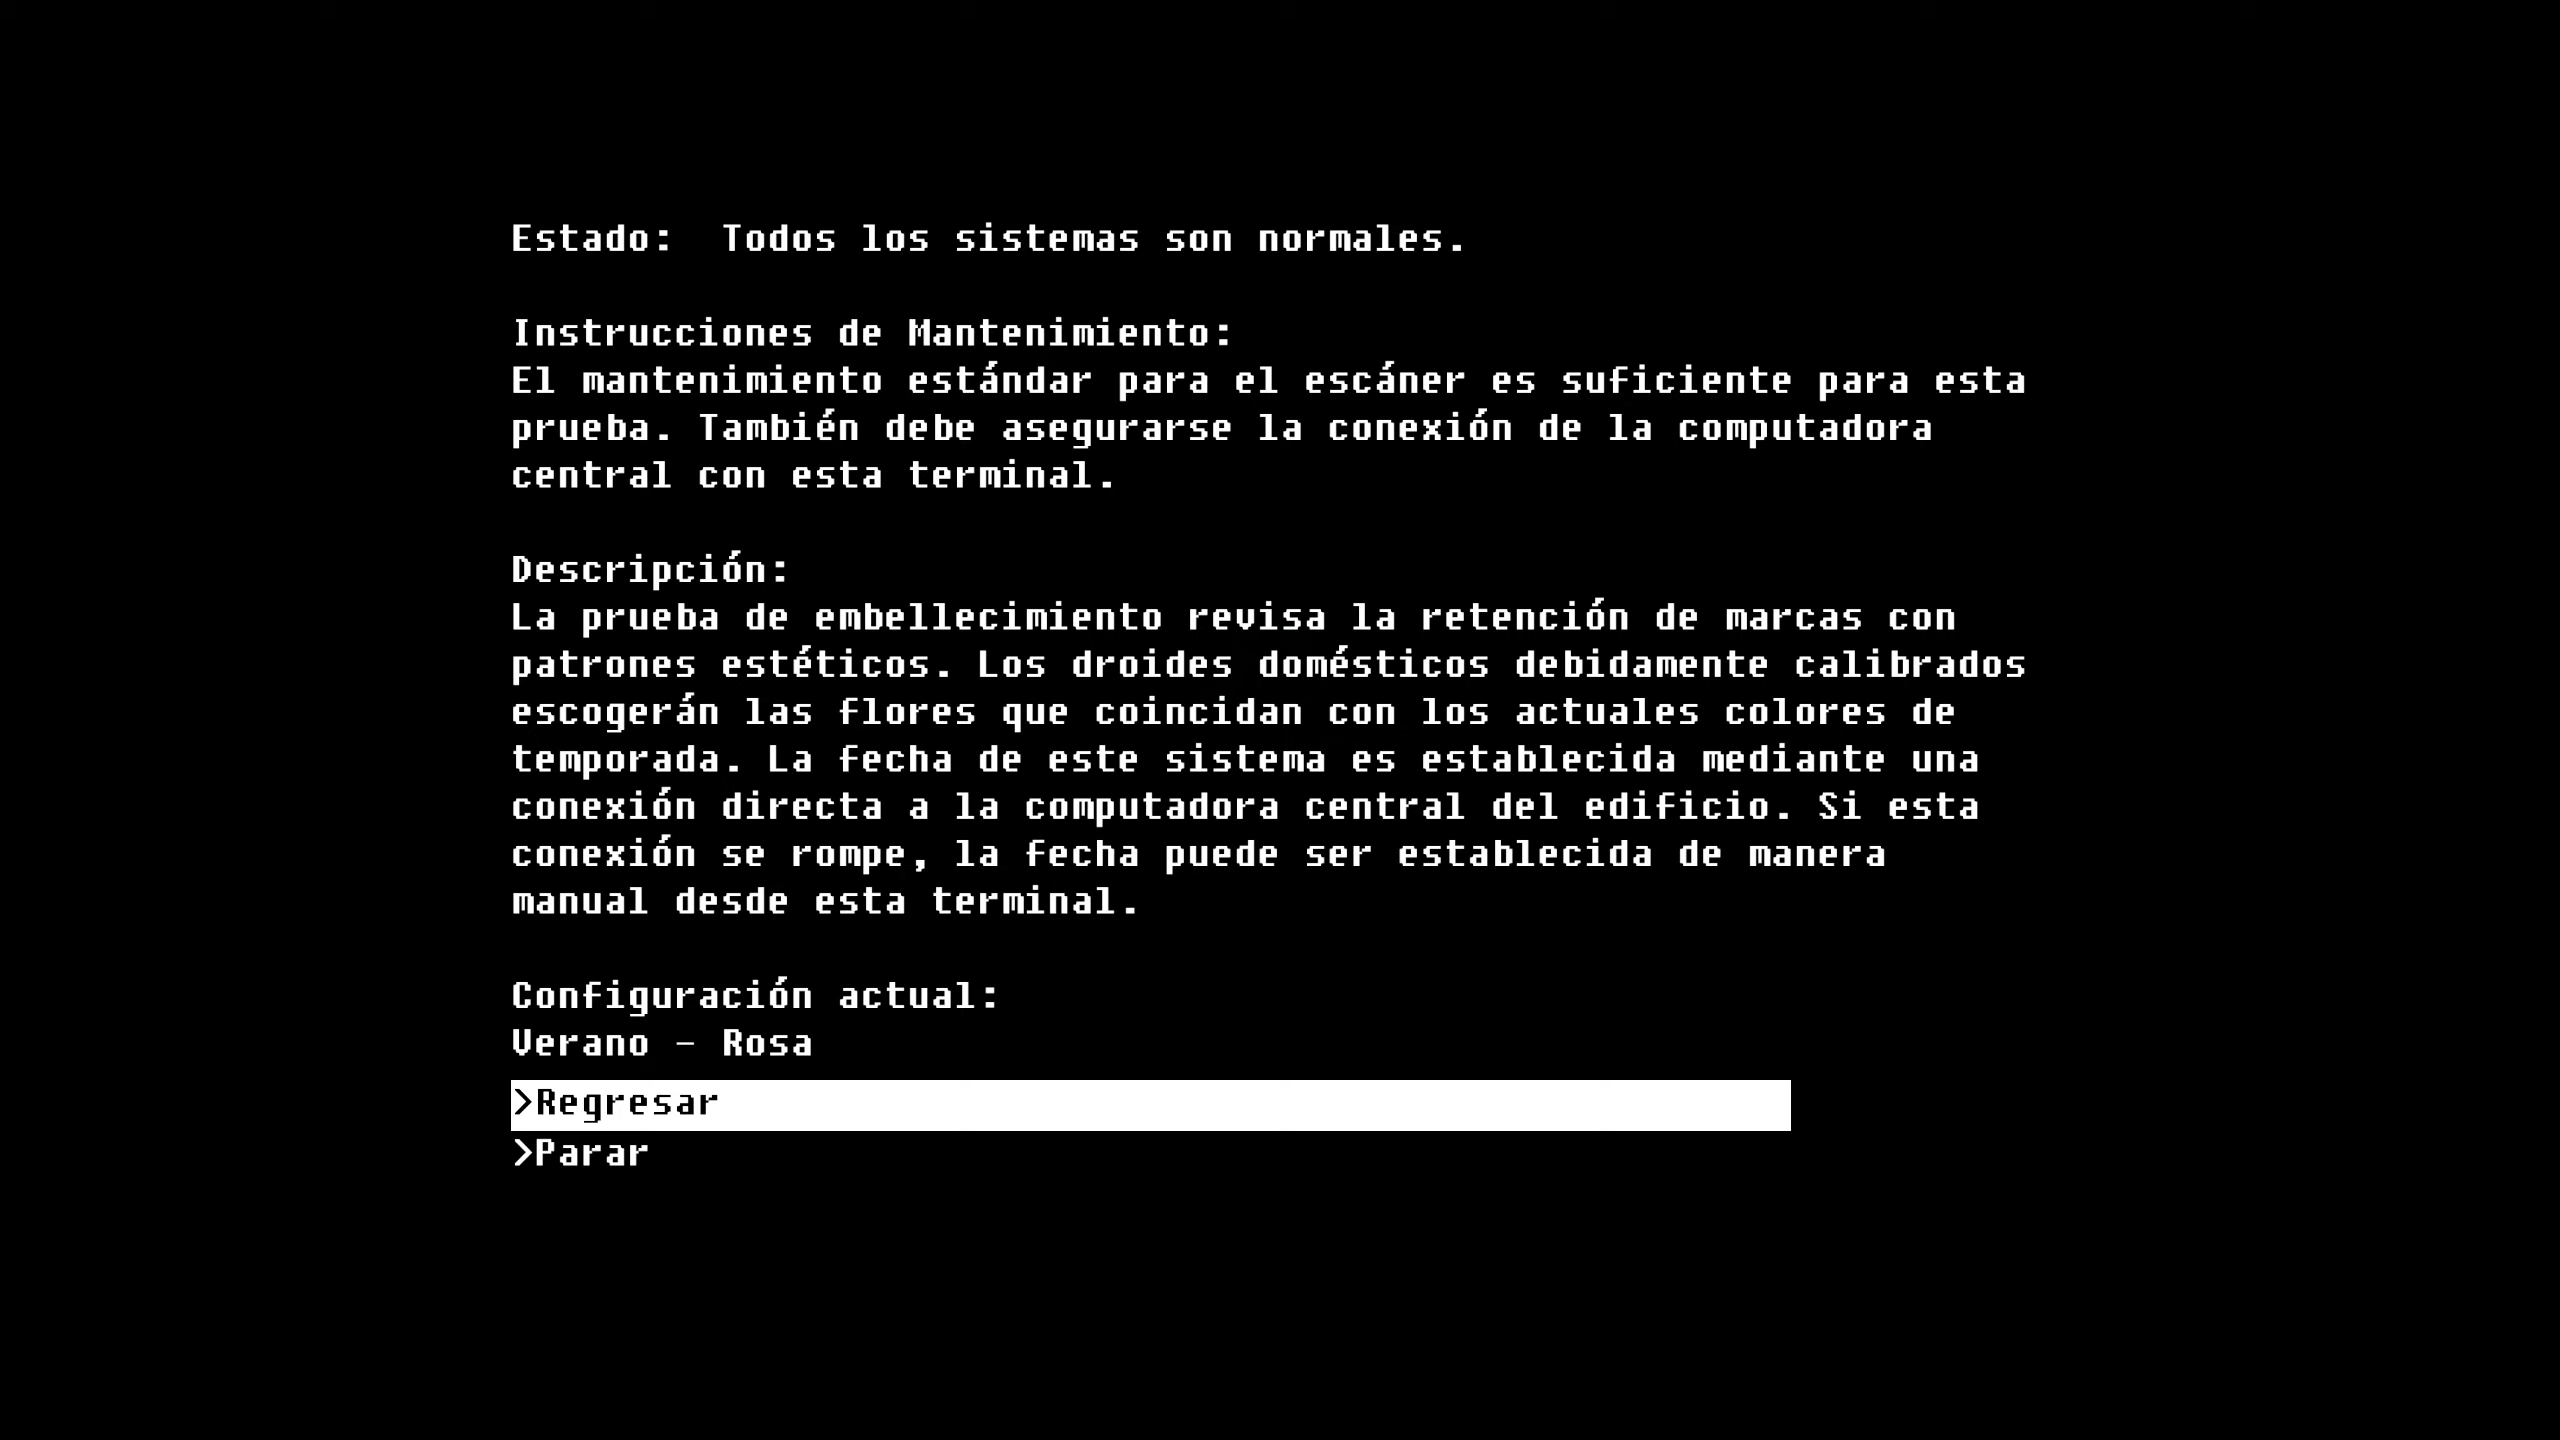 Estado:  Todos los sistemas son normales.
Instrucciones de Mantenimiento:
El mantenimiento estándar para el escáner es suficiente para esta
prueba. También debe asegurarse la conexión de la computadora
central con esta terminal.
Descripción:
La prueba de embellecimiento revisa la retención de marcas con
patrones estéticos. Los droides domésticos debidamente calibrados
escogerán las flores que coincidan con los actuales colores de
temporada. La fecha de este sistema es establecida mediante una
conexión directa a la computadora central del edificio. Si esta
conexión se rompe, la fecha puede ser establecida de manera
manual desde esta terminal.
Configuración actual:
Verano - Rosa
>Regresar
>Parar